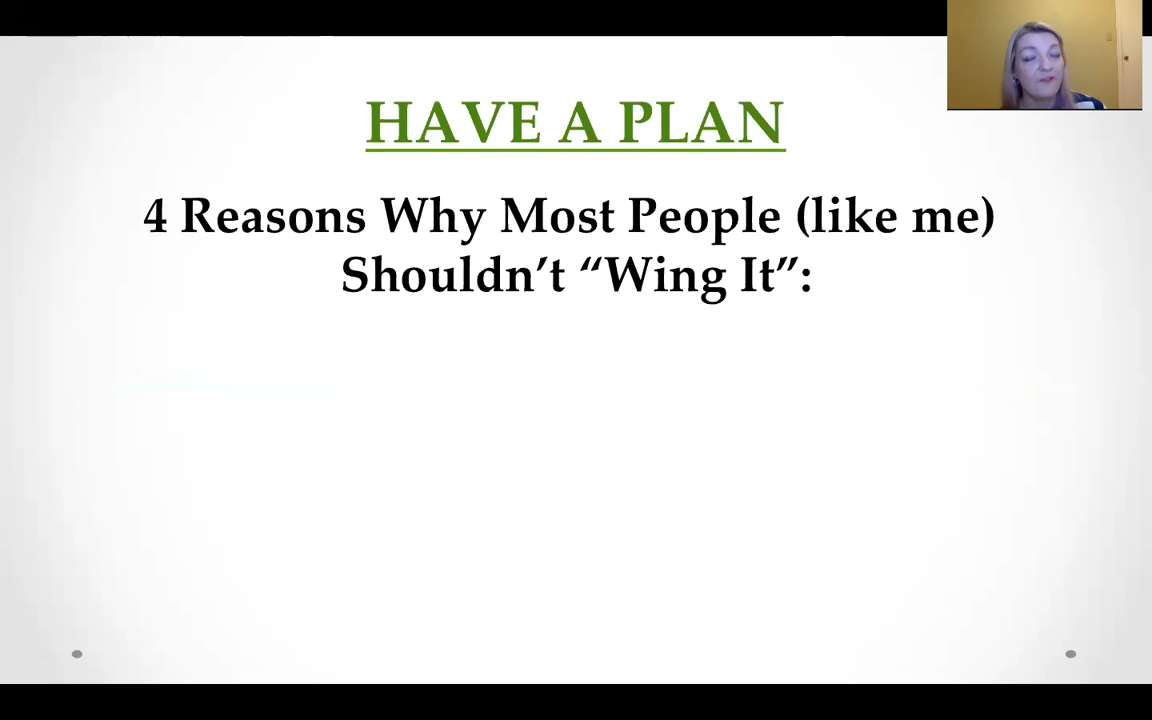 HAVE A PLAN
4 Reasons Why Most People (like me)
Shouldn’t “Wing It”: